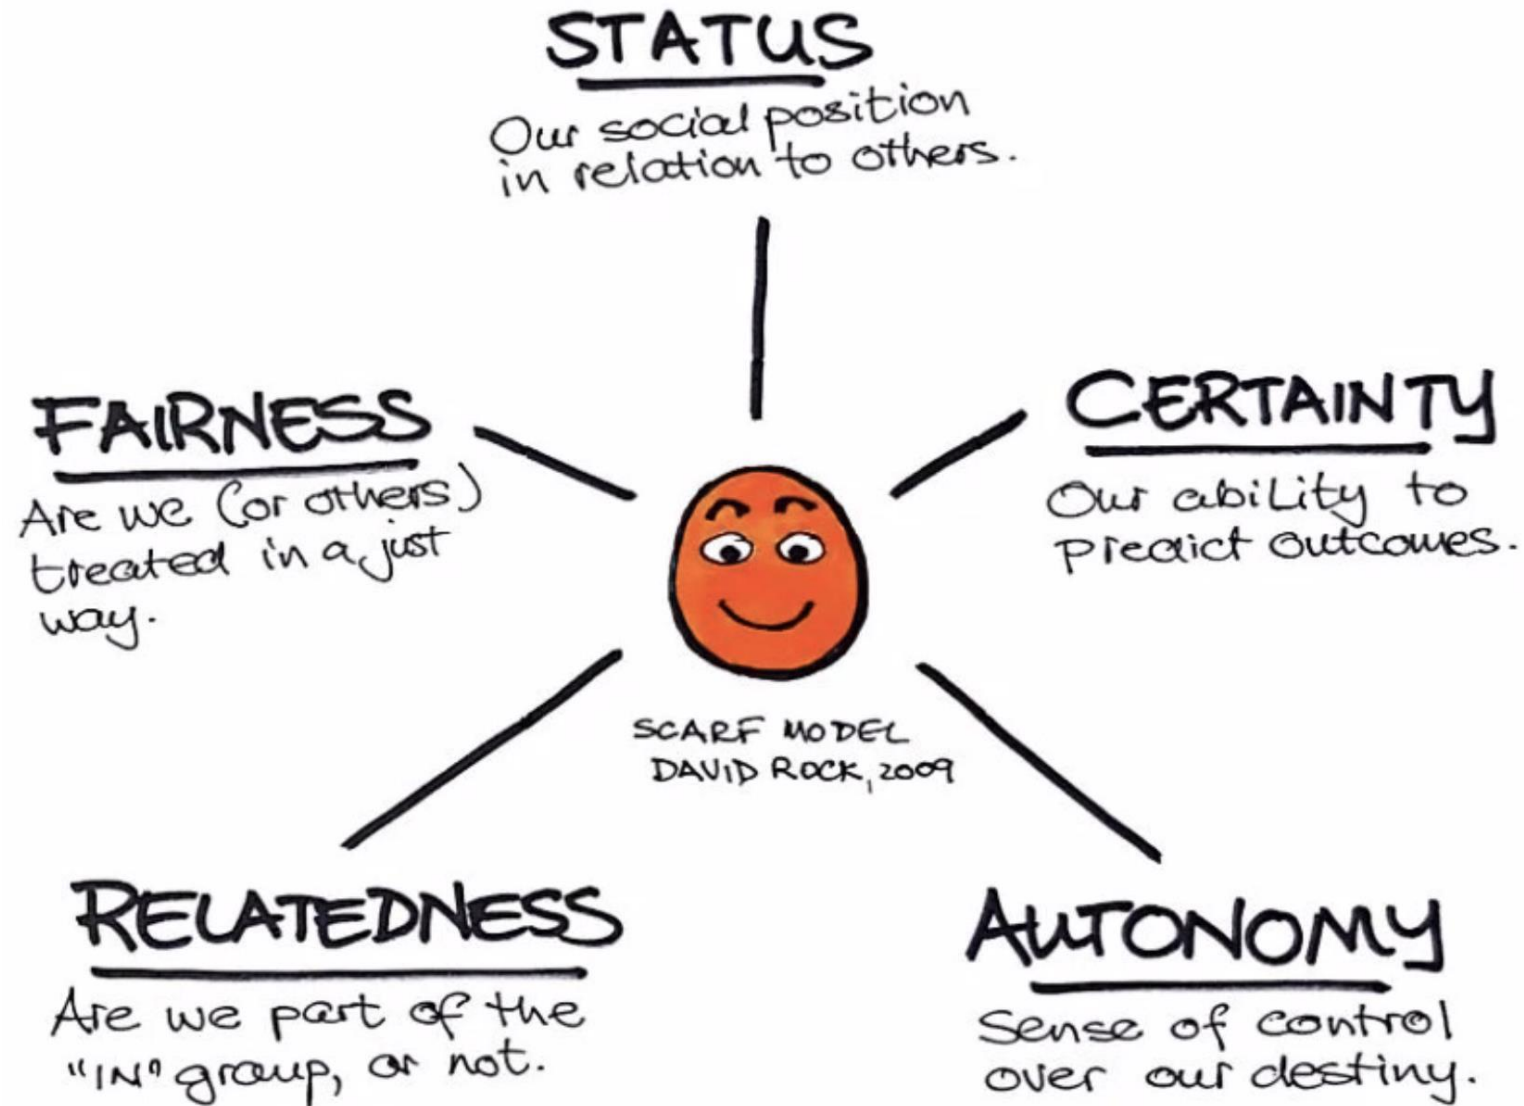 STATUS
Our social position
in relation to others.
FAIRNESS
Are we (or others)
treated in a just
way.
CERTAINTY
Our ability to
predict outcomes.
SCARF MODEL
DAVID ROCK, 2009
RELATEDNESS
Are we part of the
"IN" group, or not.
AUTONOMY
Sense of control
over our destiny.